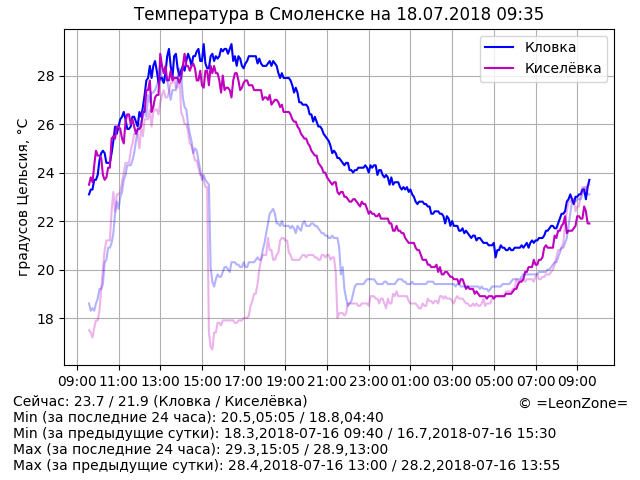 Температура в Смоленске на 18.07.2018 09:35
Кловка
Киселёвка
градусов Цельсия, °C
28
26
24
22
20
18
09:00 11:00 13:00 15:00 17:00 19:00 21:00 23:00 01:00 03:00 05:00 07:00 09:00
Сейчас: 23.7 / 21.9 (Кловка / Киселёвка)
© =LeonZone=
Min (за последние 24 часа): 20.5,05:05 / 18.8,04:40
Min (за предыдущие сутки): 18.3,2018-07-16 09:40 / 16.7,2018-07-16 15:30
Max (за последние 24 часа): 29.3,15:05 / 28.9,13:00
Max (за предыдущие сутки): 28.4,2018-07-16 13:00 / 28.2,2018-07-16 13:55